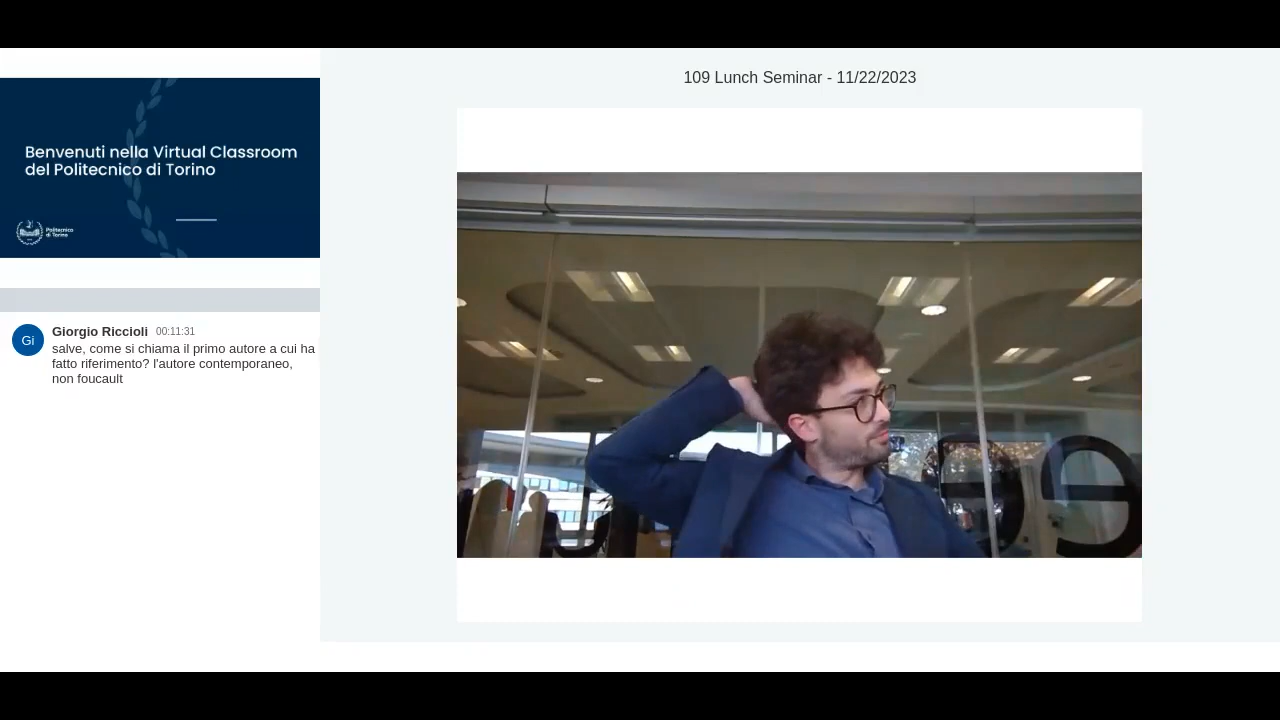 109 Lunch Seminar - 11/22/2023
Benvenuti nella Virtual Classroom
del Politecnico di Torino
Politecnico
di Torino
Gi
Giorgio Riccioli 00:11:31
salve, come si chiama il primo autore a cui ha
fatto riferimento? l'autore contemporaneo,
non foucault